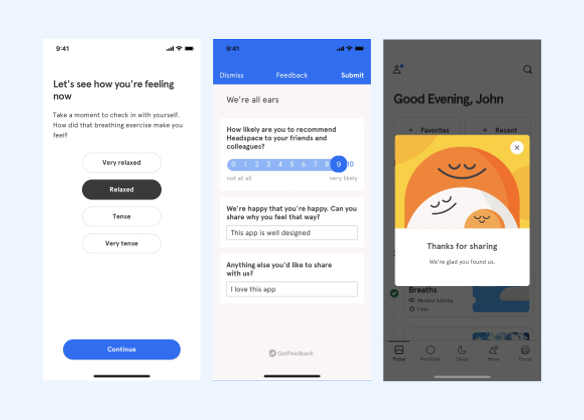 9:41
Let's see how you're feeling
now
Take a moment to check in with yourself.
How did that breathing exercise make you
feel?
Very relaxed
Relaxed
Tense
Very tense
Continue
9:41
Dismiss
Feedback
Submit
We're all ears
How likely are you to recommend
Headspace to your friends and
colleagues?
0 1 2 3 4 5 6 7 8 9 10
not at all
very likely
We're happy that you're happy. Can you
share why you feel that way?
This app is well designed
Anything else you'd like to share
with us?
I love this app
GetFeedback
9:41
Good Evening, John
+ Favorites
+ Recent
Thanks for sharing
We're glad you found us.
Breaths
Mindful Activity
1 min
Today
Meditate
Sleep
Move
Focus